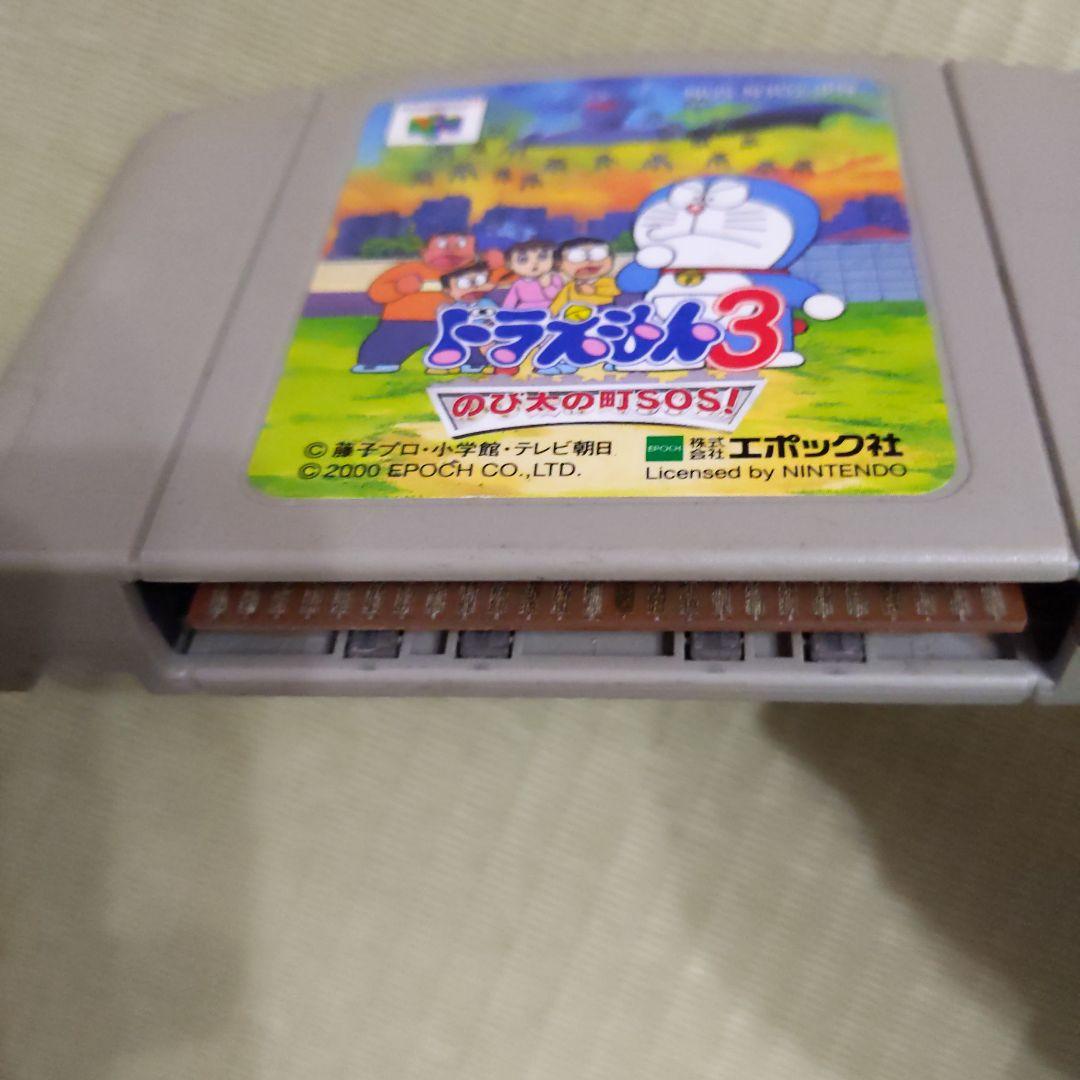 ドラえもん3
のび太の町SOS!
© 藤子プロ・小学館・テレビ朝日
© 2000 EPOCH CO.,LTD.
EPOCH 株式会社 エポック社
Licensed by NINTENDO